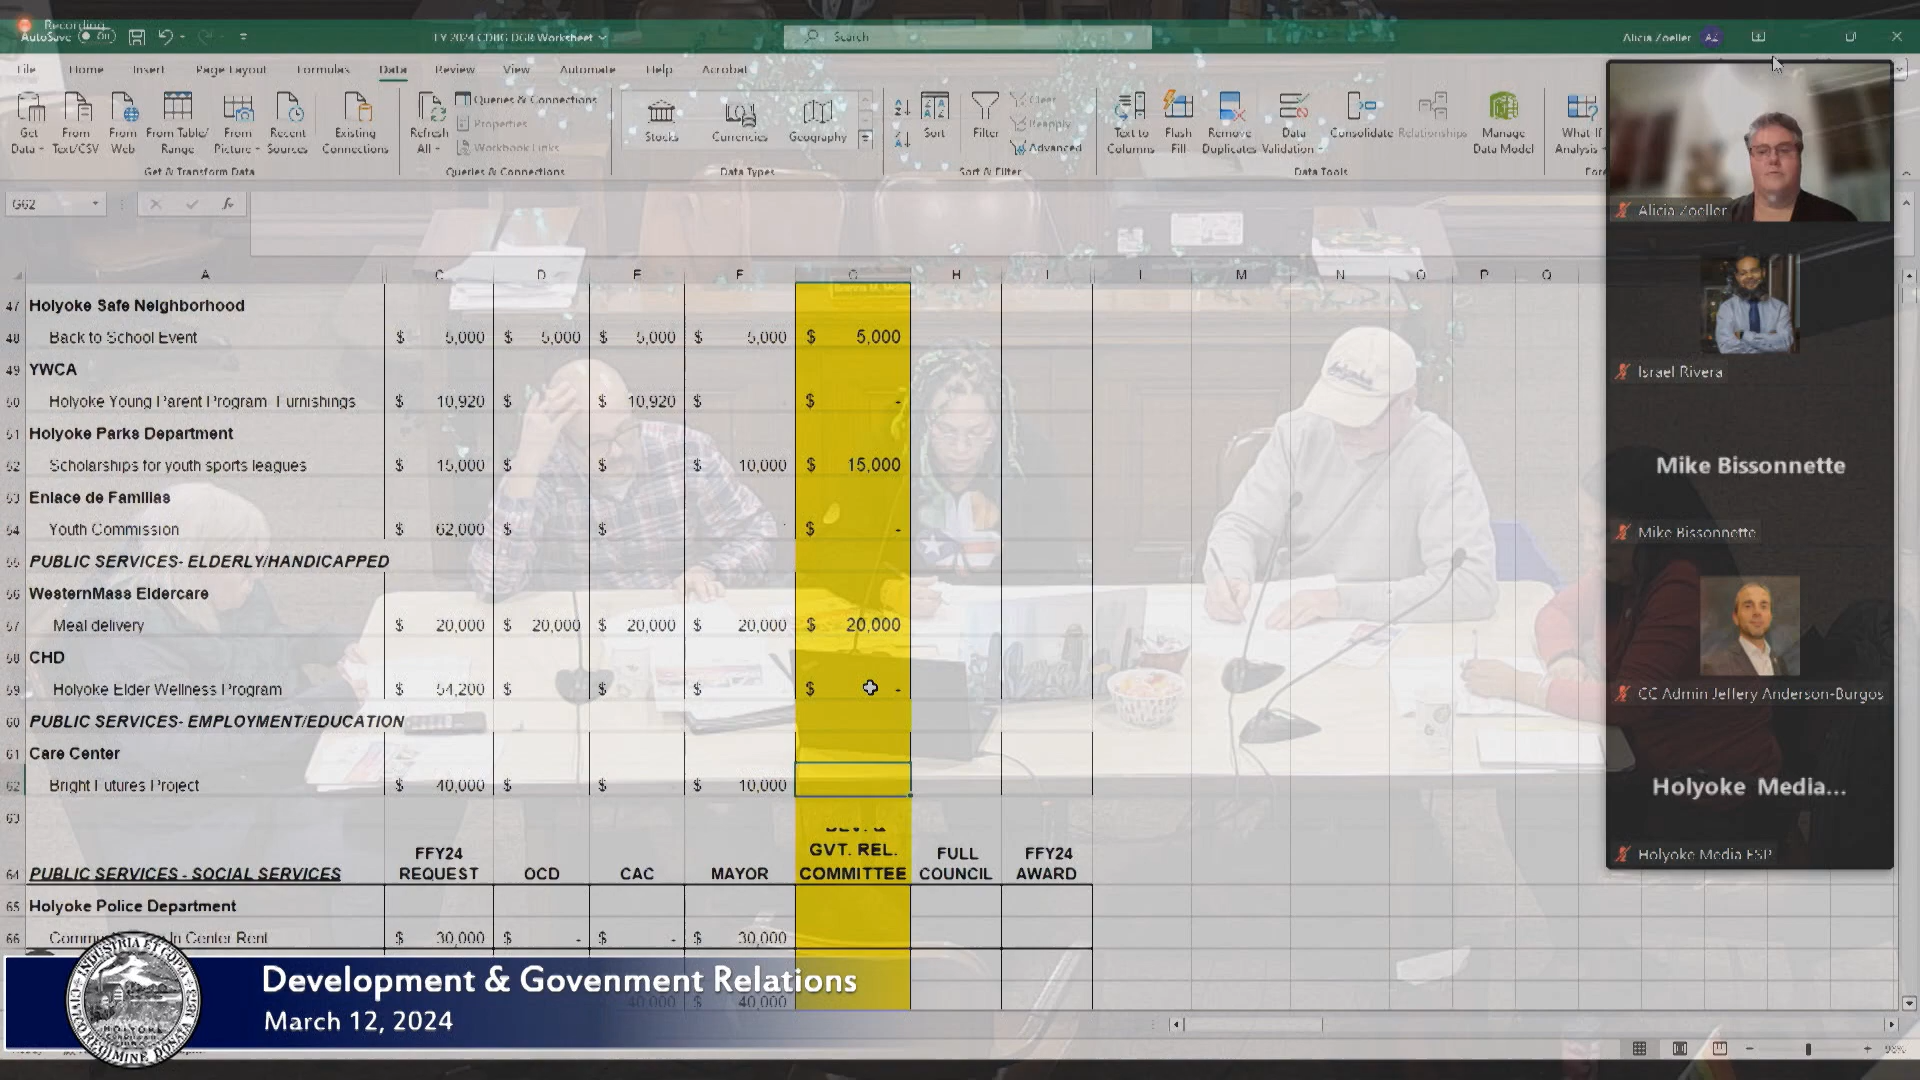 Recording
AutoSave Off FY 2024 CDBG DGR Worksheet Search Alicia Zoeller AZ
File Home Insert Page Layout Formulas Data Review View Automate Help Acrobat
Get Data From Text/CSV From Web From Table/Range From Picture Recent Sources Existing Connections Refresh All Queries & Connections Properties Workbook Links Stocks Currencies Geography Sort Filter Clear Reapply Advanced Text to Columns Flash Fill Remove Duplicates Data Validation Consolidate Relationships Manage Data Model What-If Analysis
Get & Transform Data Queries & Connections Data Types Sort & Filter Data Tools
G62 fx
A C D E F G H I M N O P Q
47 Holyoke Safe Neighborhood
48 Back to School Event $ 5,000 $ 5,000 $ 5,000 $ 5,000 $ 5,000
49 YWCA
50 Holyoke Young Parent Program Furnishings $ 10,920 $ $ 10,920 $ $ -
51 Holyoke Parks Department
52 Scholarships for youth sports leagues $ 15,000 $ $ $ 10,000 $ 15,000
53 Enlace de Familias
54 Youth Commission $ 62,000 $ $ $ -
55 PUBLIC SERVICES- ELDERLY/HANDICAPPED
56 WesternMass Eldercare
57 Meal delivery $ 20,000 $ 20,000 $ 20,000 $ 20,000 $ 20,000
58 CHD
59 Holyoke Elder Wellness Program $ 54,200 $ $ $ $ -
60 PUBLIC SERVICES- EMPLOYMENT/EDUCATION
61 Care Center
62 Bright Futures Project $ 40,000 $ $ $ 10,000
63
64 PUBLIC SERVICES - SOCIAL SERVICES FFY24 REQUEST OCD CAC MAYOR GVT. REL. COMMITTEE FULL COUNCIL FFY24 AWARD
65 Holyoke Police Department
66 In Center Rent $ 30,000 $ - $ - $ 30,000
40,000 $ 40,000
Alicia Zoeller
Israel Rivera
Mike Bissonnette
Mike Bissonnette
CC Admin Jeffery Anderson-Burgos
Holyoke Media...
Holyoke Media ESP
Development & Govenment Relations
March 12, 2024